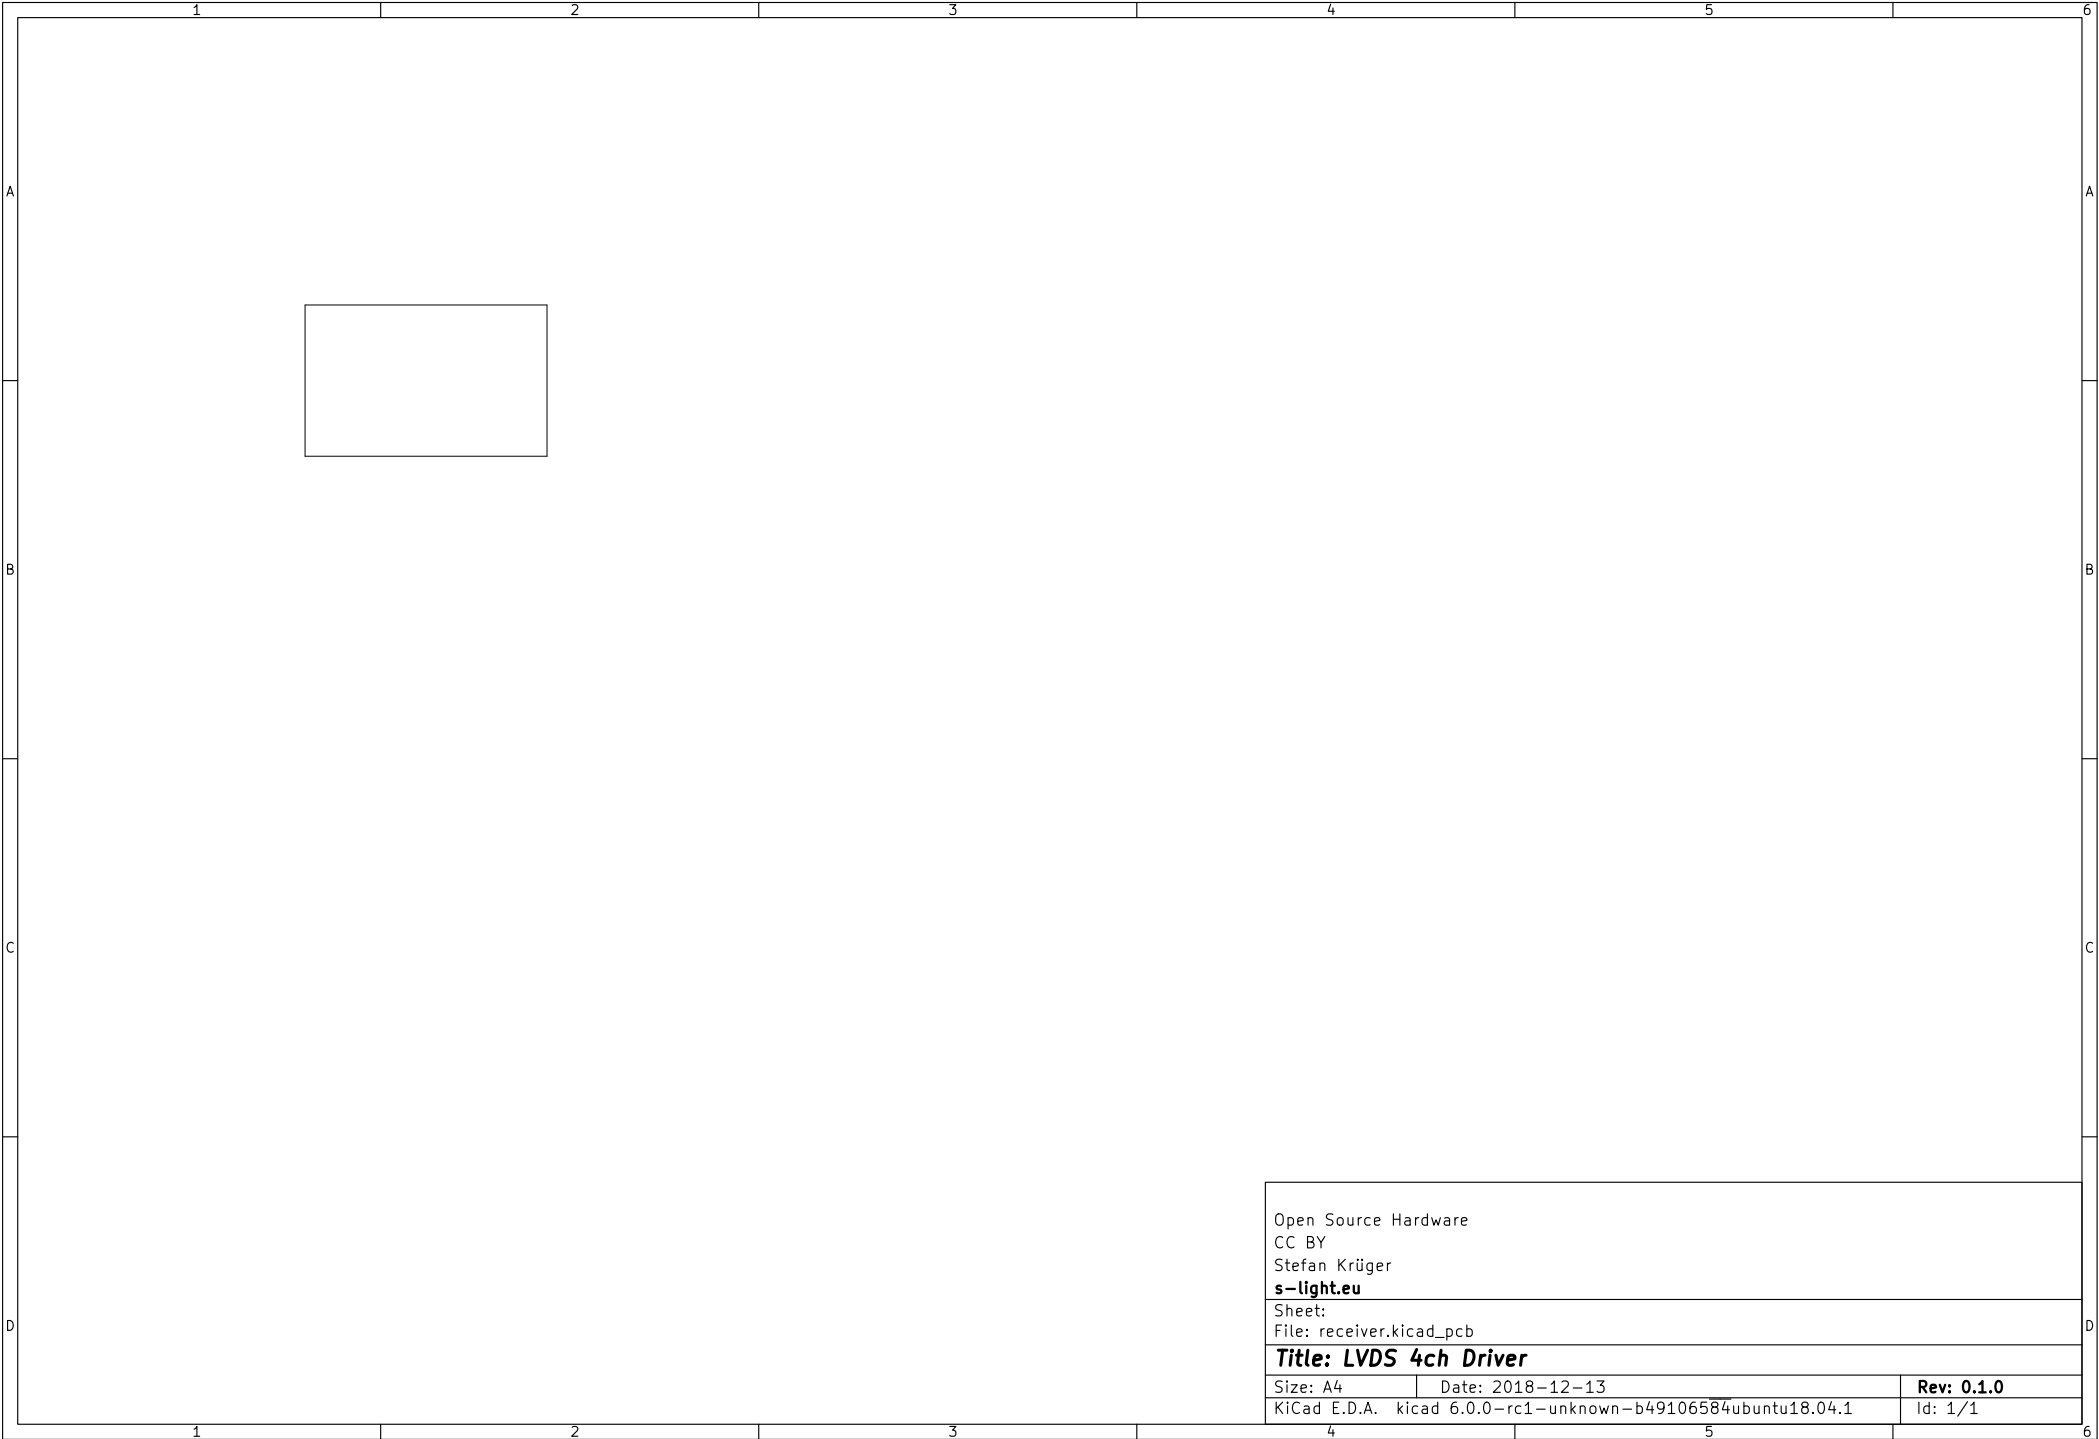 1 2 3 4 5 6
A A
B B
C C
Open Source Hardware
CC BY
Stefan Krüger
s-light.eu
Sheet:
D D
File: receiver.kicad_pcb
Title: LVDS 4ch Driver
Size: A4 Date: 2018-12-13 Rev: 0.1.0
KiCad E.D.A. kicad 6.0.0-rc1-unknown-b49106584ubuntu18.04.1 Id: 1/1
1 2 3 4 5 6